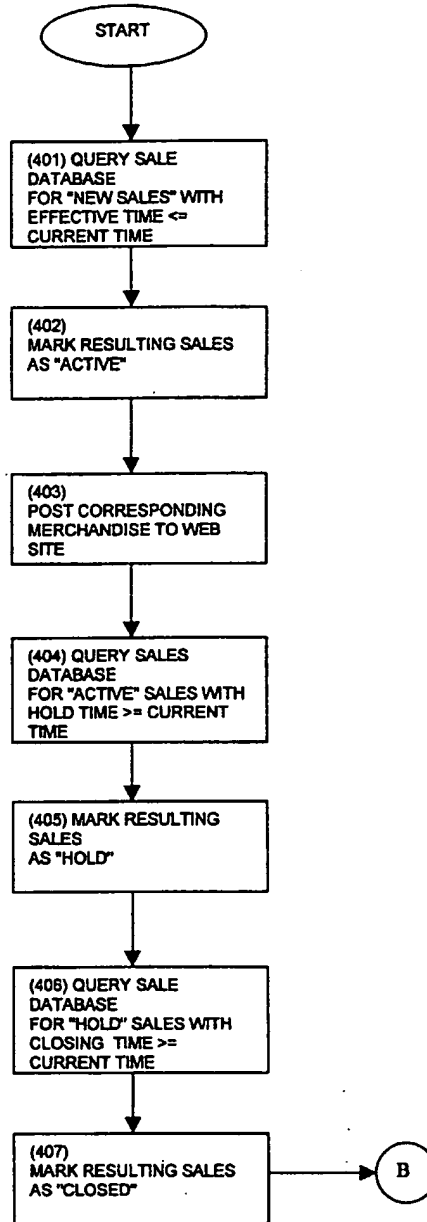 START
(401) QUERY SALE
DATABASE
FOR "NEW SALES" WITH
EFFECTIVE TIME <=
CURRENT TIME
(402)
MARK RESULTING SALES
AS "ACTIVE"
(403)
POST CORRESPONDING
MERCHANDISE TO WEB
SITE
(404) QUERY SALES
DATABASE
FOR "ACTIVE" SALES WITH
HOLD TIME >= CURRENT
TIME
(405) MARK RESULTING
SALES
AS "HOLD"
(406) QUERY SALE
DATABASE
FOR "HOLD" SALES WITH
CLOSING TIME >=
CURRENT TIME
(407)
MARK RESULTING SALES
AS "CLOSED"
B